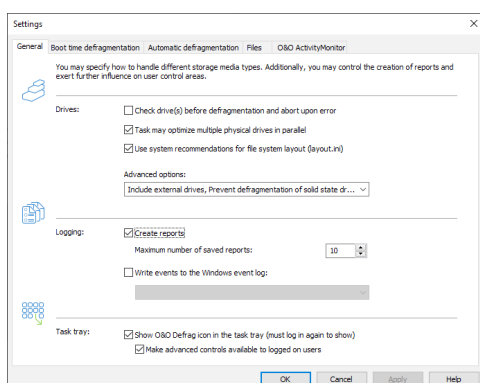 Settings
General Boot time defragmentation Automatic defragmentation Files O&O ActivityMonitor
You may specify how to handle different storage media types. Additionally, you may control the creation of reports and
exert further influence on user control areas.
Drives:
Check drive(s) before defragmentation and abort upon error
Task may optimize multiple physical drives in parallel
Use system recommendations for file system layout (layout.ini)
Advanced options:
Include external drives, Prevent defragmentation of solid state dr...
Logging:
Create reports
Maximum number of saved reports: 10
Write events to the Windows event log:
Task tray:
Show O&O Defrag icon in the task tray (must log in again to show)
Make advanced controls available to logged on users
OK Cancel Apply Help